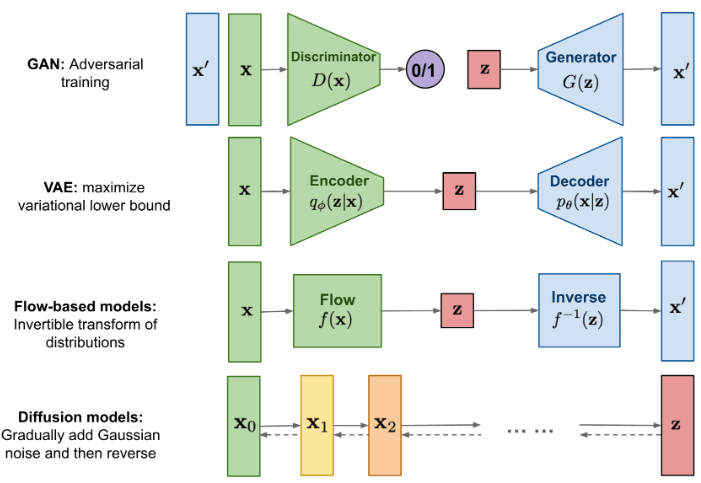 GAN: Adversarial
training
x′
x
Discriminator
D(x)
0/1
z
Generator
G(z)
x′
VAE: maximize
variational lower bound
x
Encoder
qϕ(z|x)
z
Decoder
pθ(x|z)
x′
Flow-based models:
Invertible transform of
distributions
x
Flow
f(x)
z
Inverse
f⁻¹(z)
x′
Diffusion models:
Gradually add Gaussian
noise and then reverse
x₀
x₁
x₂
... ...
z